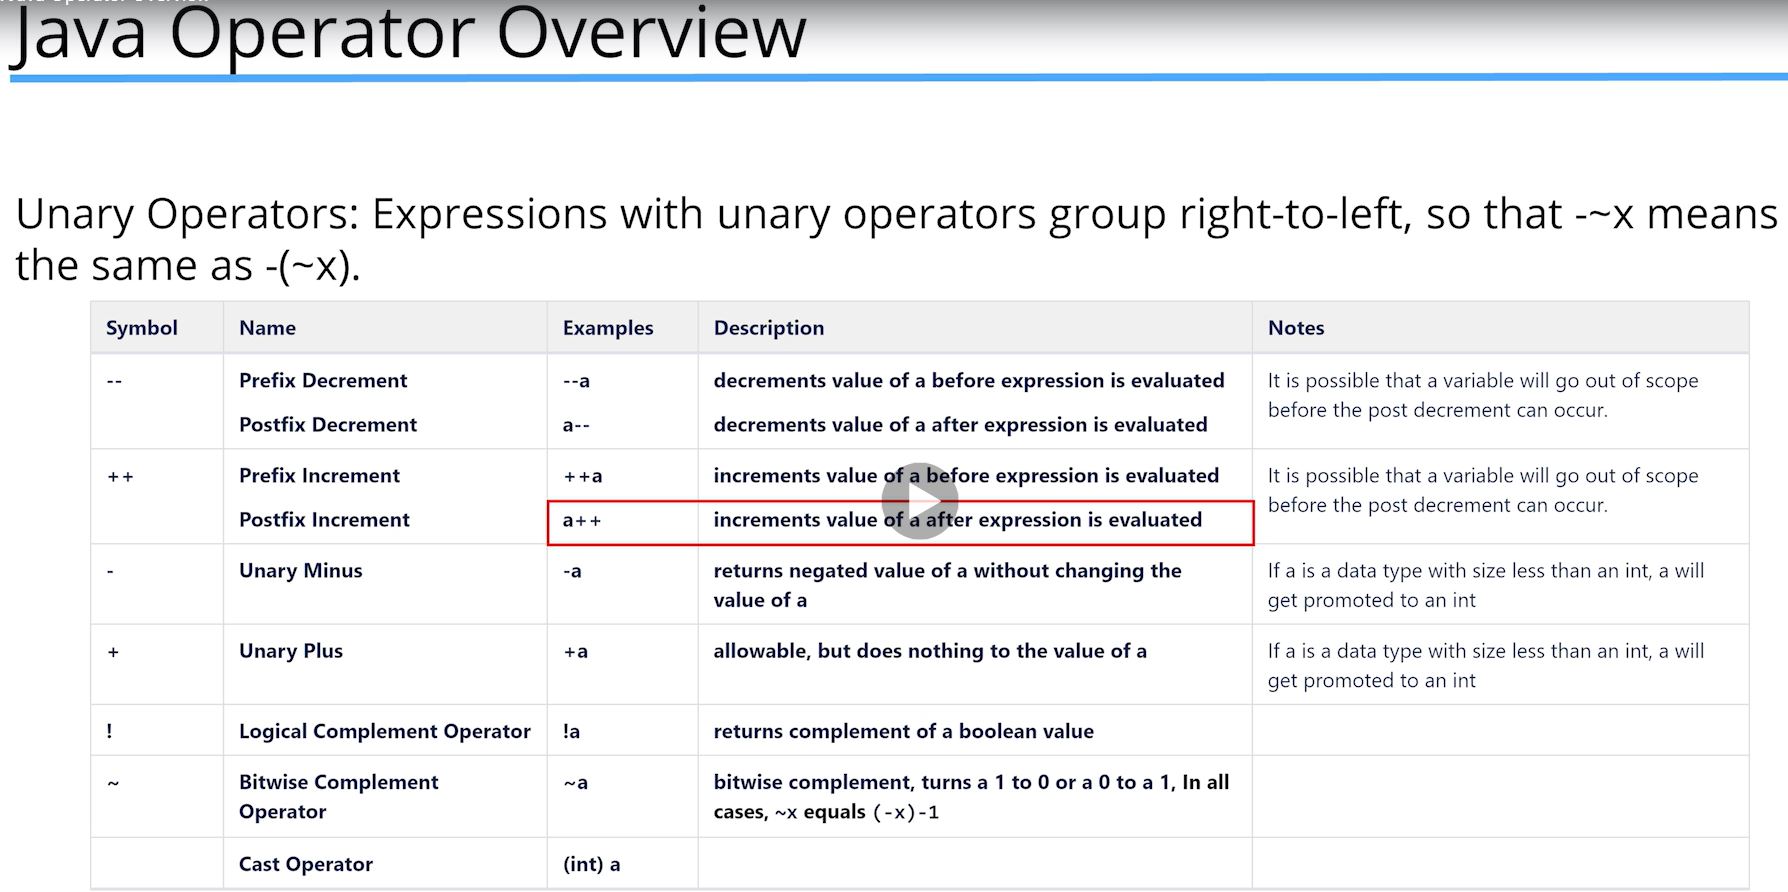 Java Operator Overview
Unary Operators: Expressions with unary operators group right-to-left, so that -~x means
the same as -(~x).
Symbol Name Examples Description Notes
-- Prefix Decrement --a decrements value of a before expression is evaluated It is possible that a variable will go out of scope
before the post decrement can occur.
Postfix Decrement a-- decrements value of a after expression is evaluated
++ Prefix Increment ++a increments value of a before expression is evaluated It is possible that a variable will go out of scope
before the post decrement can occur.
Postfix Increment a++ increments value of a after expression is evaluated
- Unary Minus -a returns negated value of a without changing the If a is a data type with size less than an int, a will
value of a get promoted to an int
+ Unary Plus +a allowable, but does nothing to the value of a If a is a data type with size less than an int, a will
get promoted to an int
! Logical Complement Operator !a returns complement of a boolean value
~ Bitwise Complement ~a bitwise complement, turns a 1 to 0 or a 0 to a 1, In all
Operator cases, ~x equals (-x)-1
Cast Operator (int) a